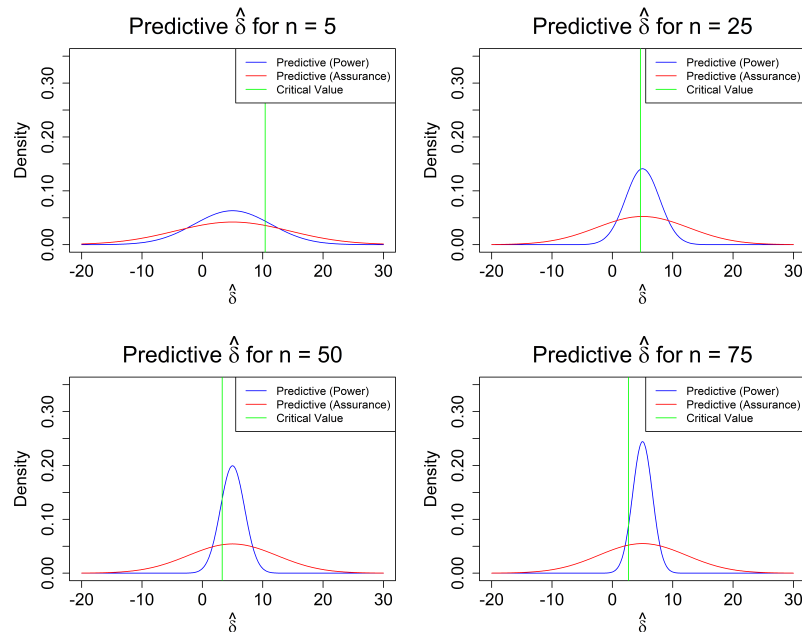 Predictive δ̂ for n = 5
Density
0.00 0.10 0.20 0.30
Predictive (Power)
Predictive (Assurance)
Critical Value
-20 -10 0 10 20 30
δ̂
Predictive δ̂ for n = 25
Density
0.00 0.10 0.20 0.30
Predictive (Power)
Predictive (Assurance)
Critical Value
-20 -10 0 10 20 30
δ̂
Predictive δ̂ for n = 50
Density
0.00 0.10 0.20 0.30
Predictive (Power)
Predictive (Assurance)
Critical Value
-20 -10 0 10 20 30
δ̂
Predictive δ̂ for n = 75
Density
0.00 0.10 0.20 0.30
Predictive (Power)
Predictive (Assurance)
Critical Value
-20 -10 0 10 20 30
δ̂